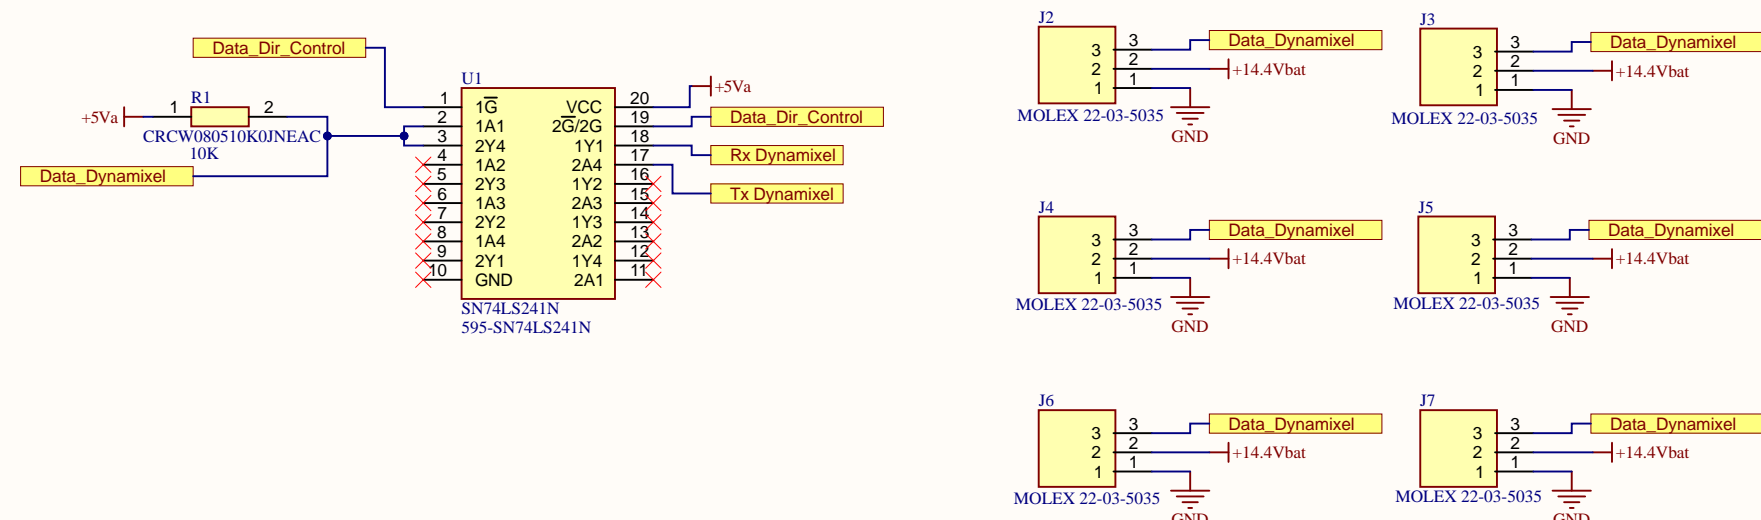 Data_Dir_Control
+5Va
1
R1
2
CRCW080510K0JNEAC
10K
Data_Dynamixel
U1
1 1G VCC 20
2 1A1 2G/2G 19
3 2Y4 1Y1 18
4 1A2 2A4 17
5 2Y3 1Y2 16
6 1A3 2A3 15
7 2Y2 1Y3 14
8 1A4 2A2 13
9 2Y1 1Y4 12
10 GND 2A1 11
SN74LS241N
595-SN74LS241N
+5Va
Data_Dir_Control
Rx Dynamixel
Tx Dynamixel
J2
3 3 Data_Dynamixel
2 2 +14.4Vbat
1 1
MOLEX 22-03-5035
GND
J3
3 3 Data_Dynamixel
2 2 +14.4Vbat
1 1
MOLEX 22-03-5035
GND
J4
3 3 Data_Dynamixel
2 2 +14.4Vbat
1 1
MOLEX 22-03-5035
GND
J5
3 3 Data_Dynamixel
2 2 +14.4Vbat
1 1
MOLEX 22-03-5035
GND
J6
3 3 Data_Dynamixel
2 2 +14.4Vbat
1 1
MOLEX 22-03-5035
GND
J7
3 3 Data_Dynamixel
2 2 +14.4Vbat
1 1
MOLEX 22-03-5035
GND